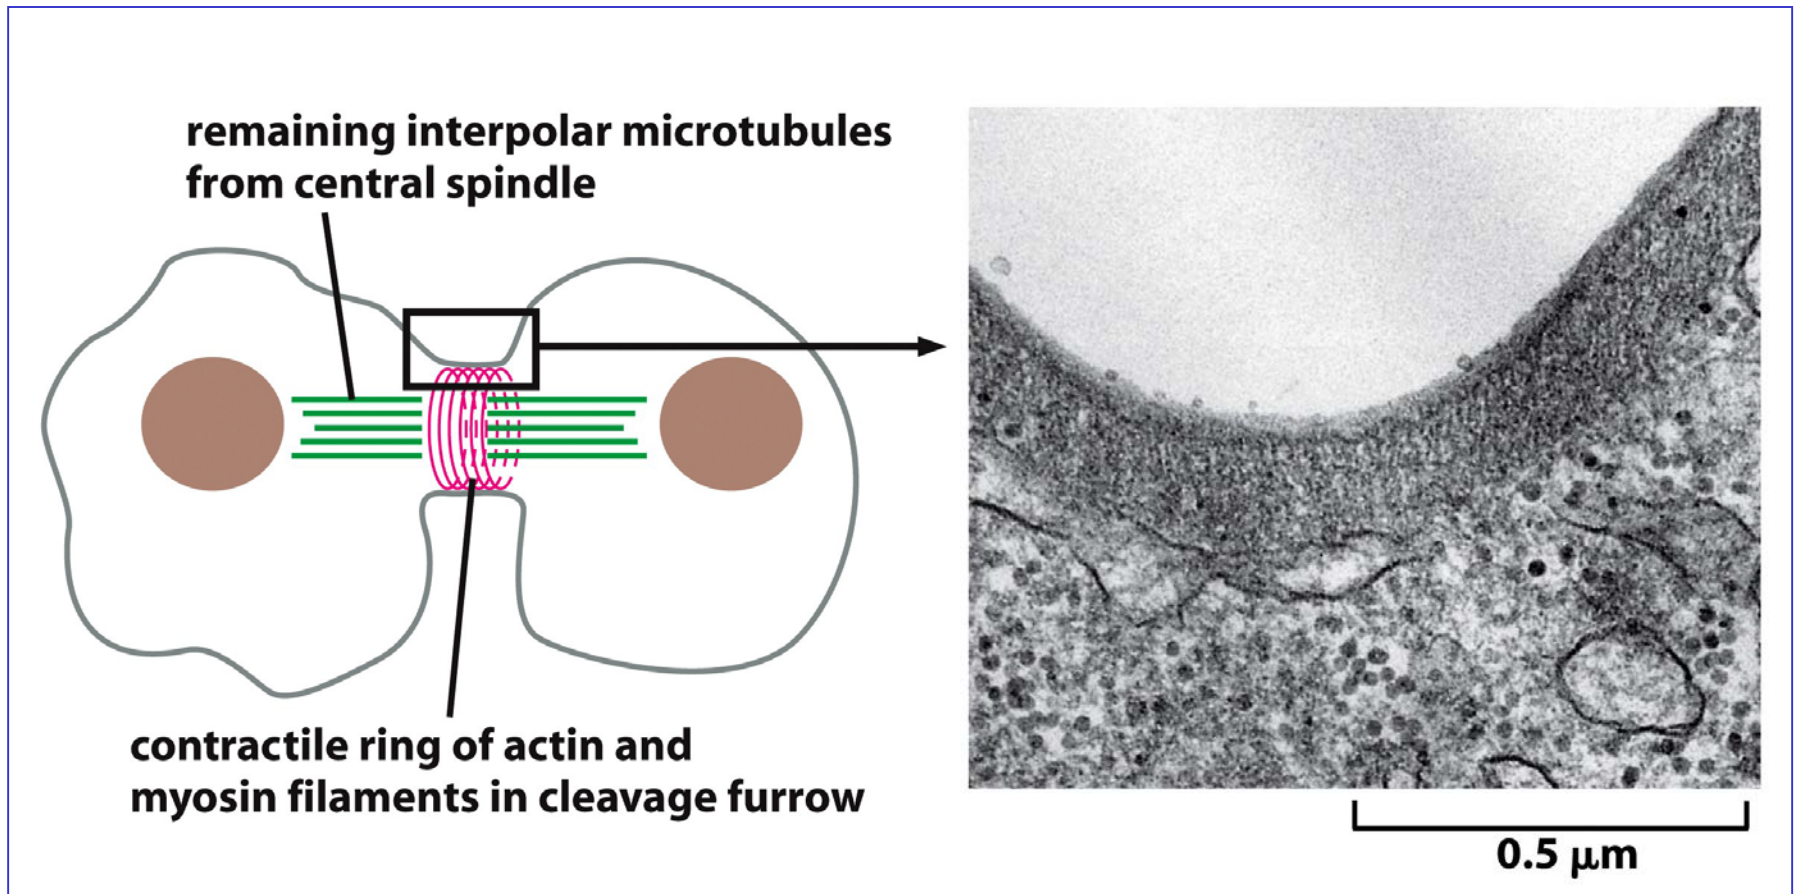 remaining interpolar microtubules
from central spindle
contractile ring of actin and
myosin filaments in cleavage furrow
0.5 μm